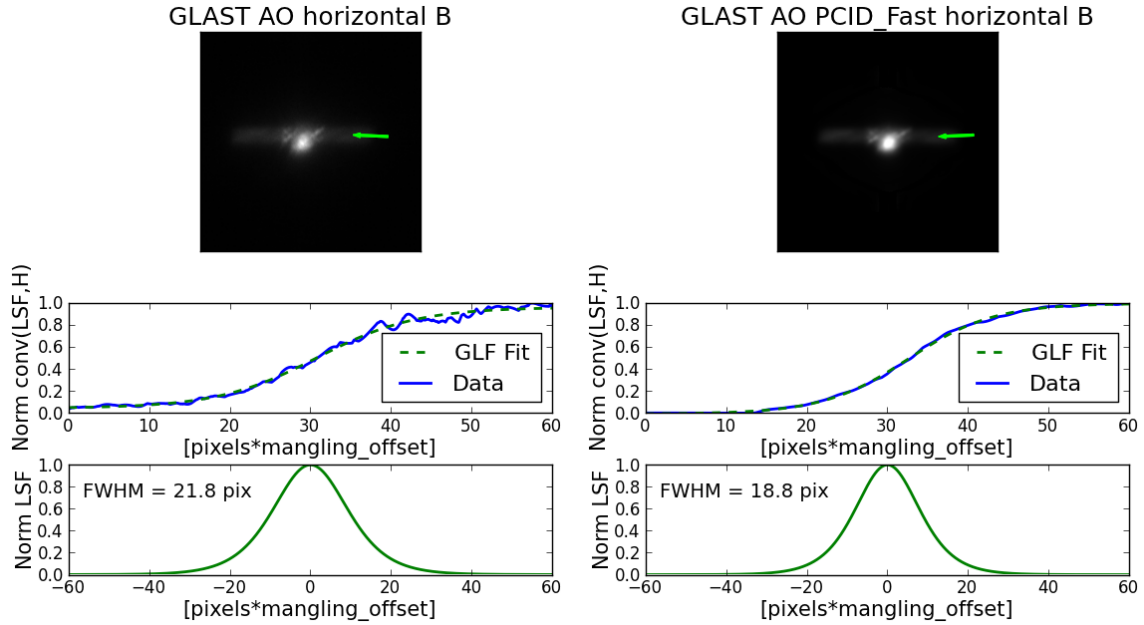 GLAST AO horizontal B
GLAST AO PCID_Fast horizontal B
Norm conv(LSF,H)
1.0
0.8
0.6
0.4
0.2
0.0
GLF Fit
Data
0 10 20 30 40 50 60
[pixels*mangling_offset]
Norm conv(LSF,H)
1.0
0.8
0.6
0.4
0.2
0.0
GLF Fit
Data
0 10 20 30 40 50 60
[pixels*mangling_offset]
Norm LSF
1.0
0.8
0.6
0.4
0.2
0.0
FWHM = 21.8 pix
−60 −40 −20 0 20 40 60
[pixels*mangling_offset]
Norm LSF
1.0
0.8
0.6
0.4
0.2
0.0
FWHM = 18.8 pix
−60 −40 −20 0 20 40 60
[pixels*mangling_offset]